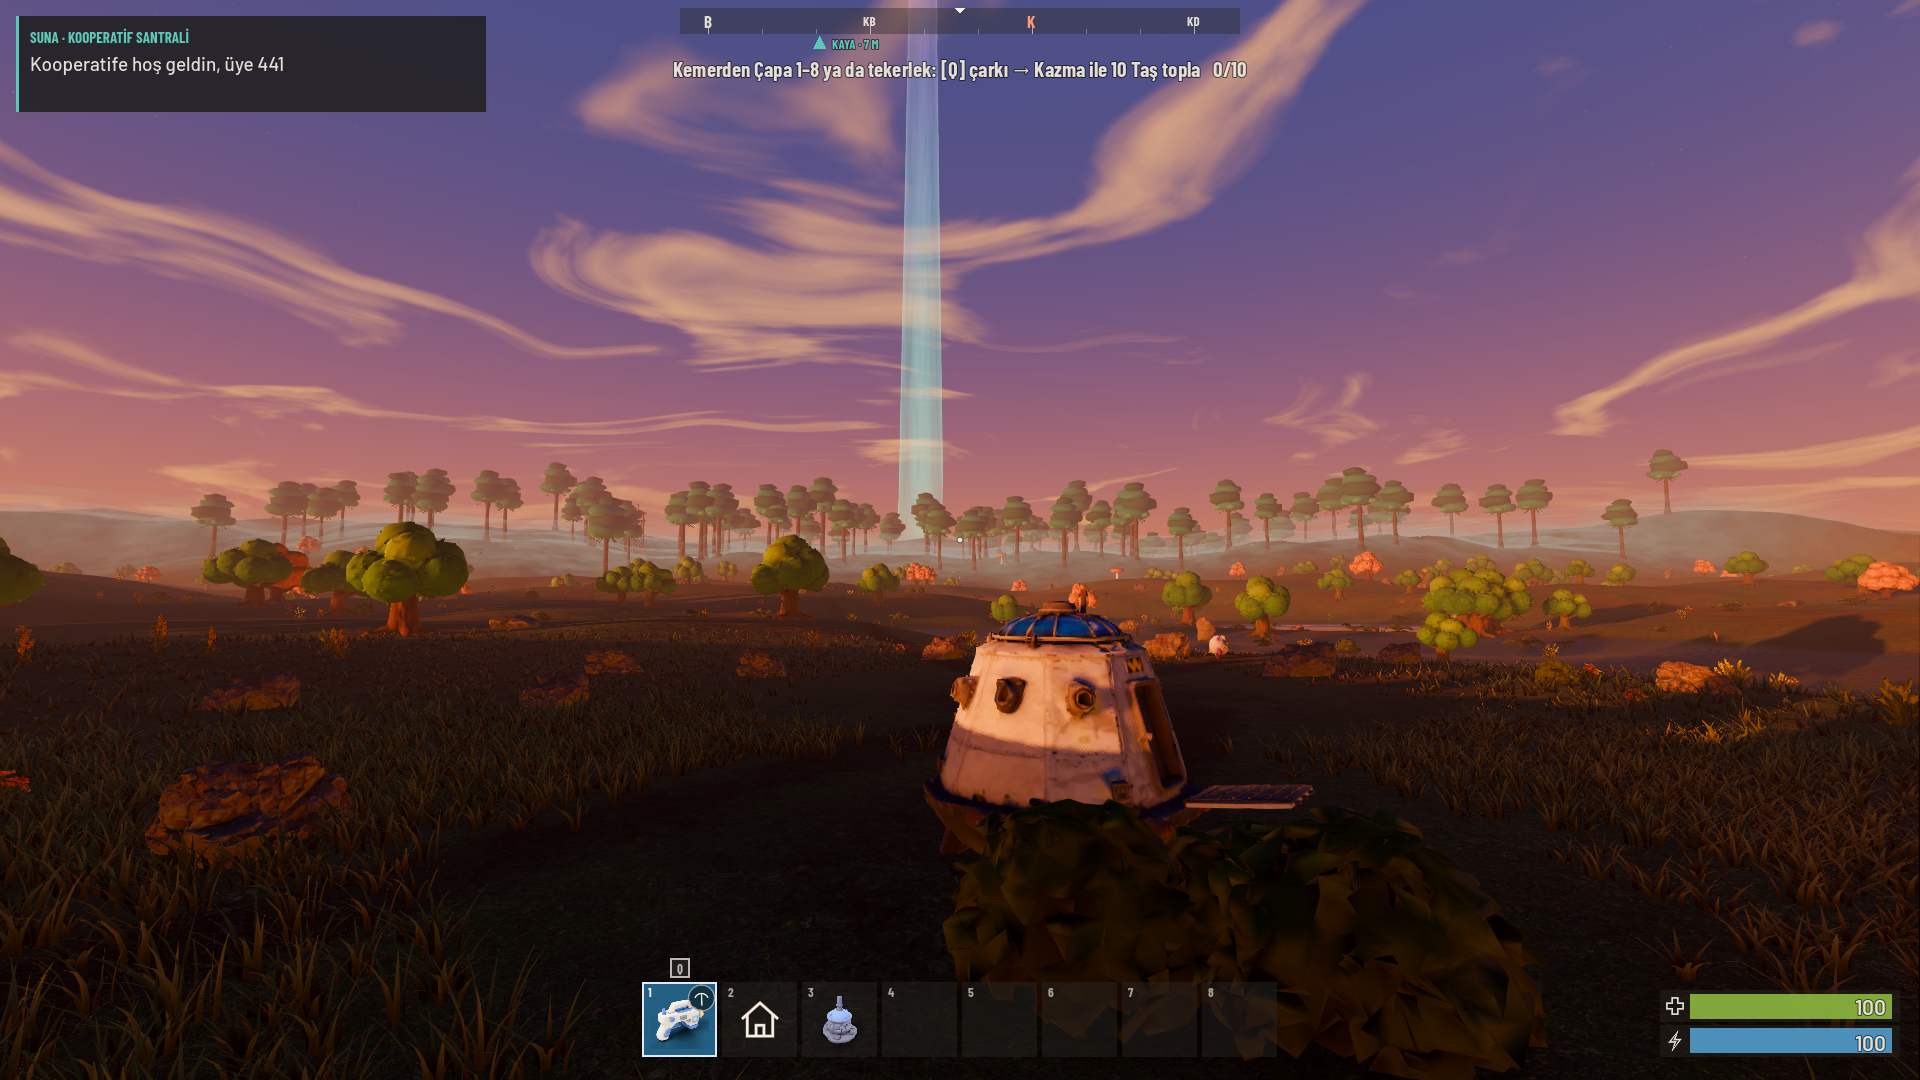 SUNA · KOOPERATİF SANTRALİ
Kooperatife hoş geldin, üye 441
B KB K KD
KAYA · 7 M
Kemerden Çapa 1-8 ya da tekerlek: [Q] çarkı → Kazma ile 10 Taş topla 0/10
Q
1 2 3 4 5 6 7 8
100
100